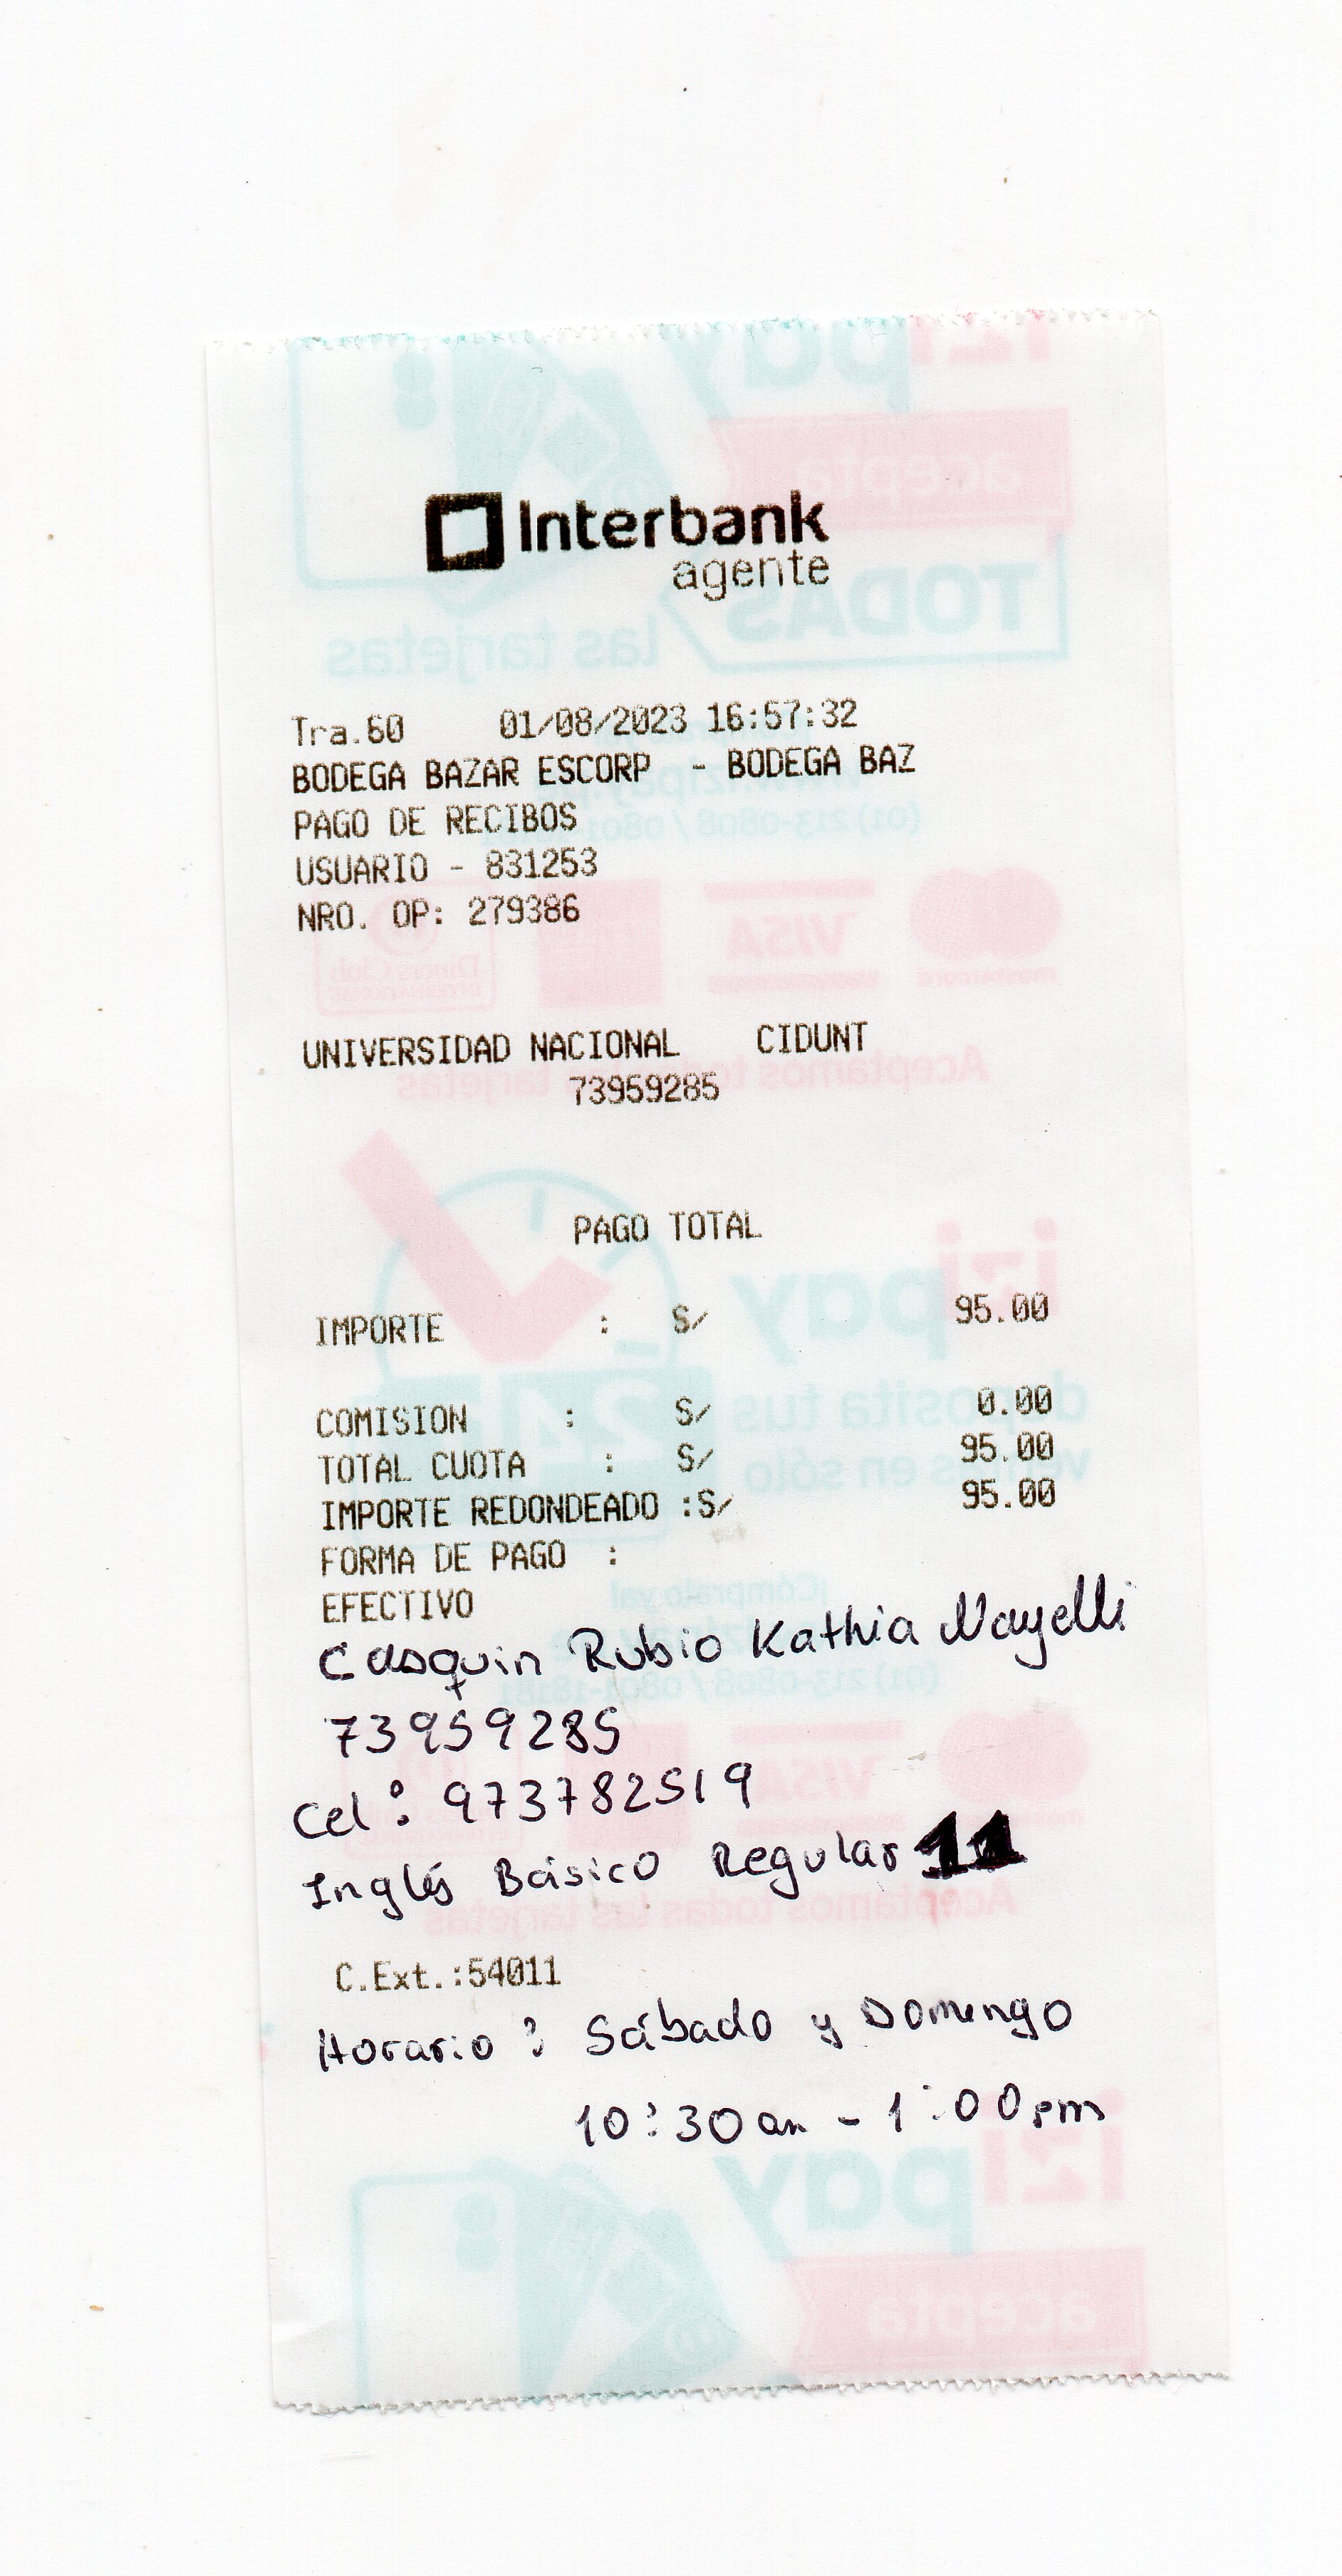 Interbank
agente
Tra.60 01/08/2023 16:57:32
BODEGA BAZAR ESCORP - BODEGA BAZ
PAGO DE RECIBOS
USUARIO - 831253
NRO. OP: 279386
UNIVERSIDAD NACIONAL CIDUNT
73959285
PAGO TOTAL
IMPORTE : S/ 95.00
COMISION : S/ 0.00
TOTAL CUOTA : S/ 95.00
IMPORTE REDONDEADO :S/ 95.00
FORMA DE PAGO :
EFECTIVO
Casquin Rubio Kathia Nayelli
73959285
Cel: 973782519
Inglés Básico Regular 11
C.Ext.:54011
Horario: Sábado y Domingo
10:30am - 1:00pm